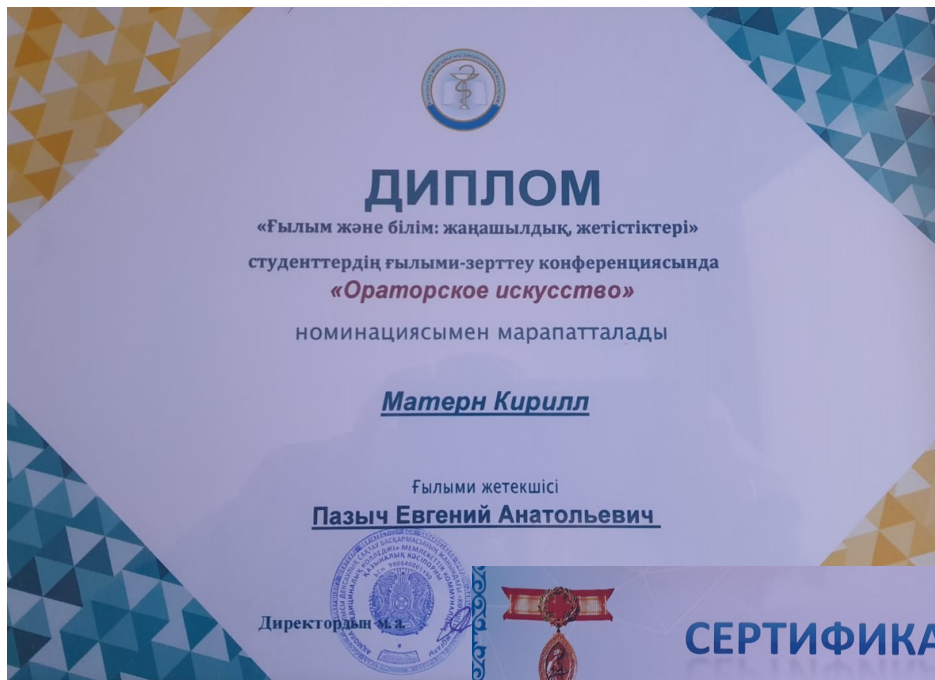 ДИПЛОМ
«Ғылым және білім: жаңашылдық, жетістіктері»
студенттердің ғылыми-зерттеу конференциясында
«Ораторское искусство»
номинациясымен марапатталады
Матерн Кирилл
Ғылыми жетекшісі
Пазыч Евгений Анатольевич
Директордың м.а.
СЕРТИФИКА